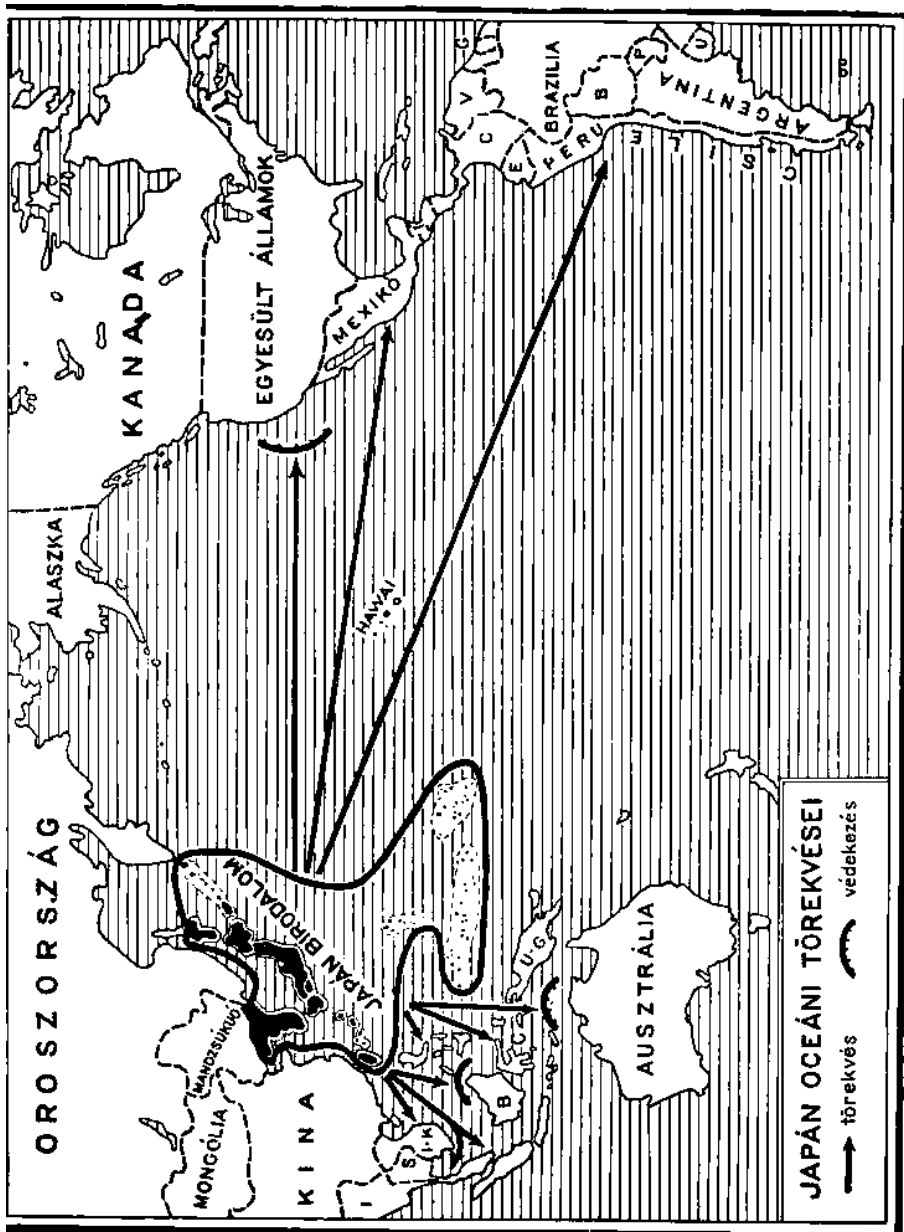 OROSZORSZÁG
ALASZKA
KANADA
MONGÓLIA
MANDZSUKUO
KINA
JAPÁN BIRODALOM
EGYESÜLT ÁLLAMOK
MEXIKÓ
HAWAI
I
S
I-K
B
C
U-G
G
V
C
E
BRAZILIA
PERU
B
P
U
CSILE
ARGENTINA
AUSZTRÁLIA
JAPÁN OCEÁNI TÖREKVÉSEI
törekvés
védekezés